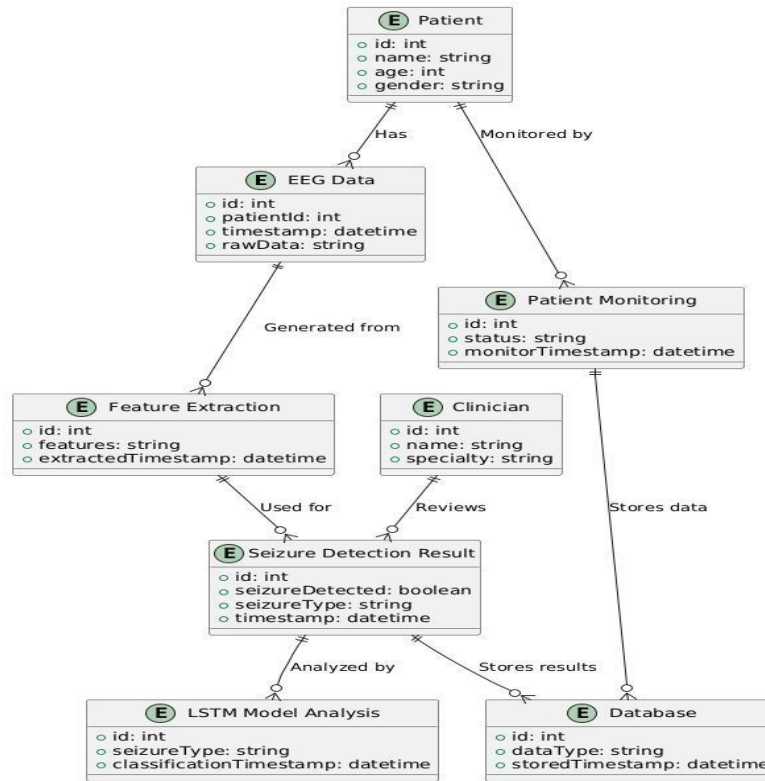 E Patient
id: int
name: string
age: int
gender: string
Has
Monitored by
E EEG Data
id: int
patientId: int
timestamp: datetime
rawData: string
Generated from
E Patient Monitoring
id: int
status: string
monitorTimestamp: datetime
E Feature Extraction
id: int
features: string
extractedTimestamp: datetime
E Clinician
id: int
name: string
specialty: string
Used for
Reviews
Stores data
E Seizure Detection Result
id: int
seizureDetected: boolean
seizureType: string
timestamp: datetime
Analyzed by
Stores results
E LSTM Model Analysis
id: int
seizureType: string
classificationTimestamp: datetime
E Database
id: int
dataType: string
storedTimestamp: datetime